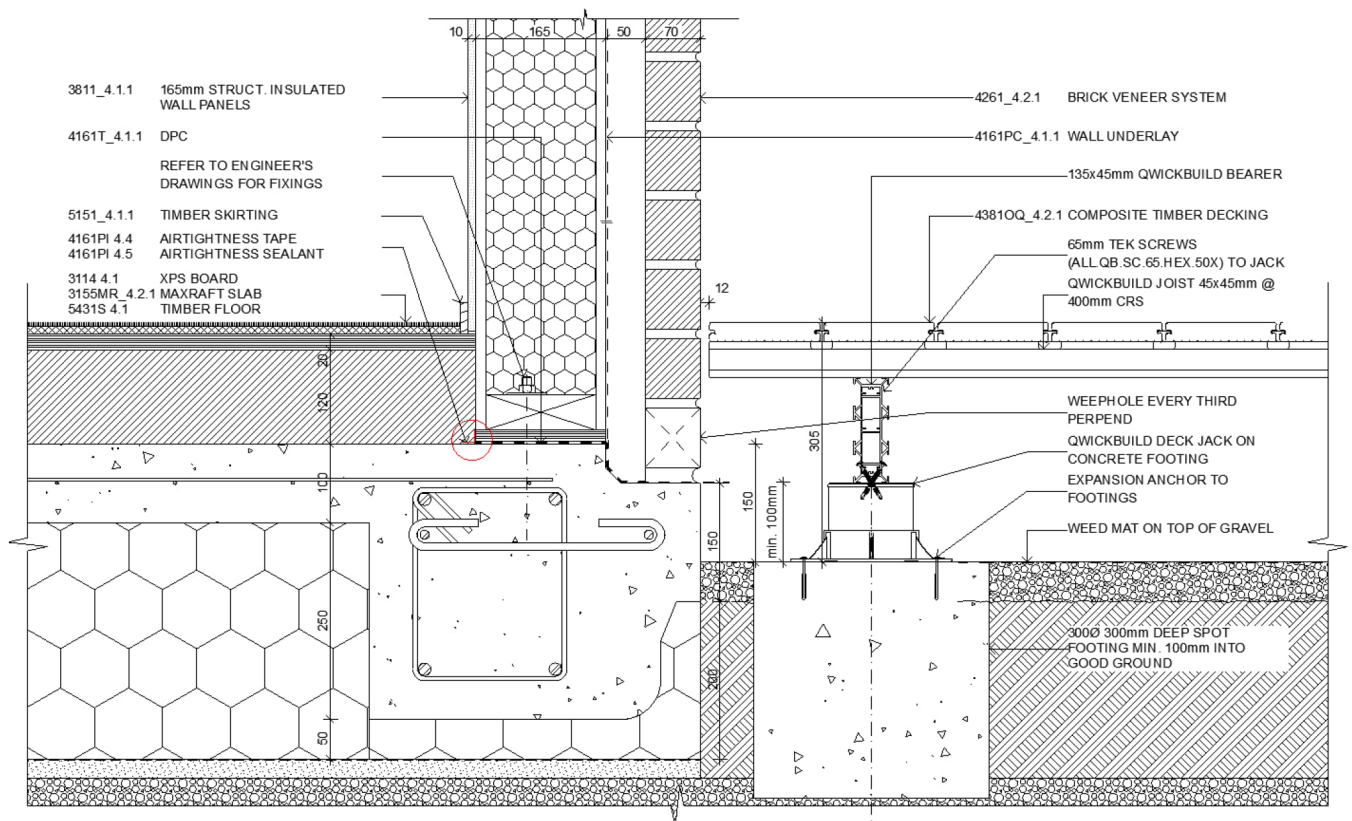 10 165 50 70
3811_4.1.1 165mm STRUCT. INSULATED
WALL PANELS
4161T_4.1.1 DPC
REFER TO ENGINEER'S
DRAWINGS FOR FIXINGS
5151_4.1.1 TIMBER SKIRTING
4161PI 4.4 AIRTIGHTNESS TAPE
4161PI 4.5 AIRTIGHTNESS SEALANT
3114 4.1 XPS BOARD
3155MR_4.2.1 MAXRAFT SLAB
5431S 4.1 TIMBER FLOOR
4261_4.2.1 BRICK VENEER SYSTEM
4161PC_4.1.1 WALL UNDERLAY
135x45mm QWICKBUILD BEARER
4381OQ_4.2.1 COMPOSITE TIMBER DECKING
65mm TEK SCREWS
(ALL.QB.SC.65.HEX.50X) TO JACK
QWICKBUILD JOIST 45x45mm @
400mm CRS
12
WEEPHOLE EVERY THIRD
PERPEND
QWICKBUILD DECK JACK ON
CONCRETE FOOTING
EXPANSION ANCHOR TO
FOOTINGS
WEED MAT ON TOP OF GRAVEL
300Ø 300mm DEEP SPOT
FOOTING MIN. 100mm INTO
GOOD GROUND
20
120
100
250
50
150
200
150
min. 100mm
305